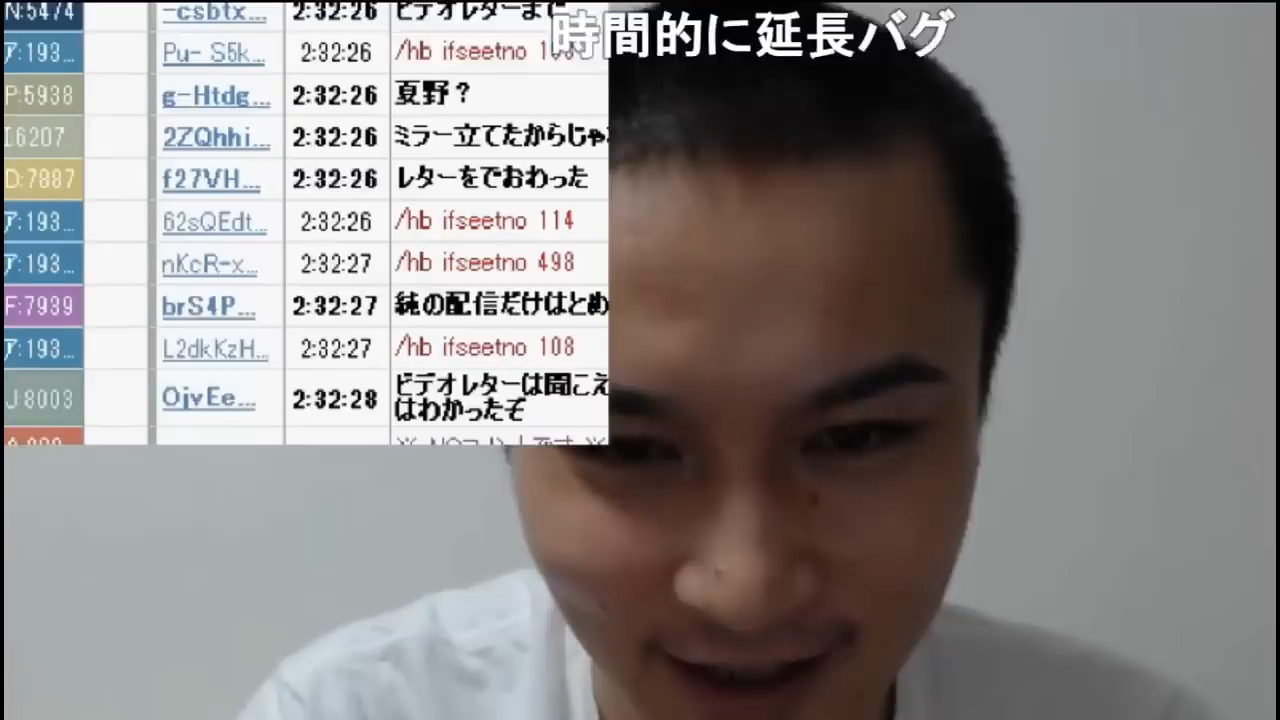 時間的に延長バグ
N:5474 -csbtx... 2:32:26 ビデオレターまで
ア:193... Pu- S5k... 2:32:26 /hb ifseetno
P:5938 g-Htdg... 2:32:26 夏野？
I6207 2ZQhhi... 2:32:26 ミラー立てたからじゃ
D:7887 f27VH... 2:32:26 レターをでおわった
ア:193... 62sQEdt... 2:32:26 /hb ifseetno 114
ア:193... nKcR-x... 2:32:27 /hb ifseetno 498
F:7939 brS4P... 2:32:27 純の配信だけはとめ
ア:193... L2dkKzH... 2:32:27 /hb ifseetno 108
J:8003 OjvEe... 2:32:28 ビデオレターは聞こえ
はわかったぞ